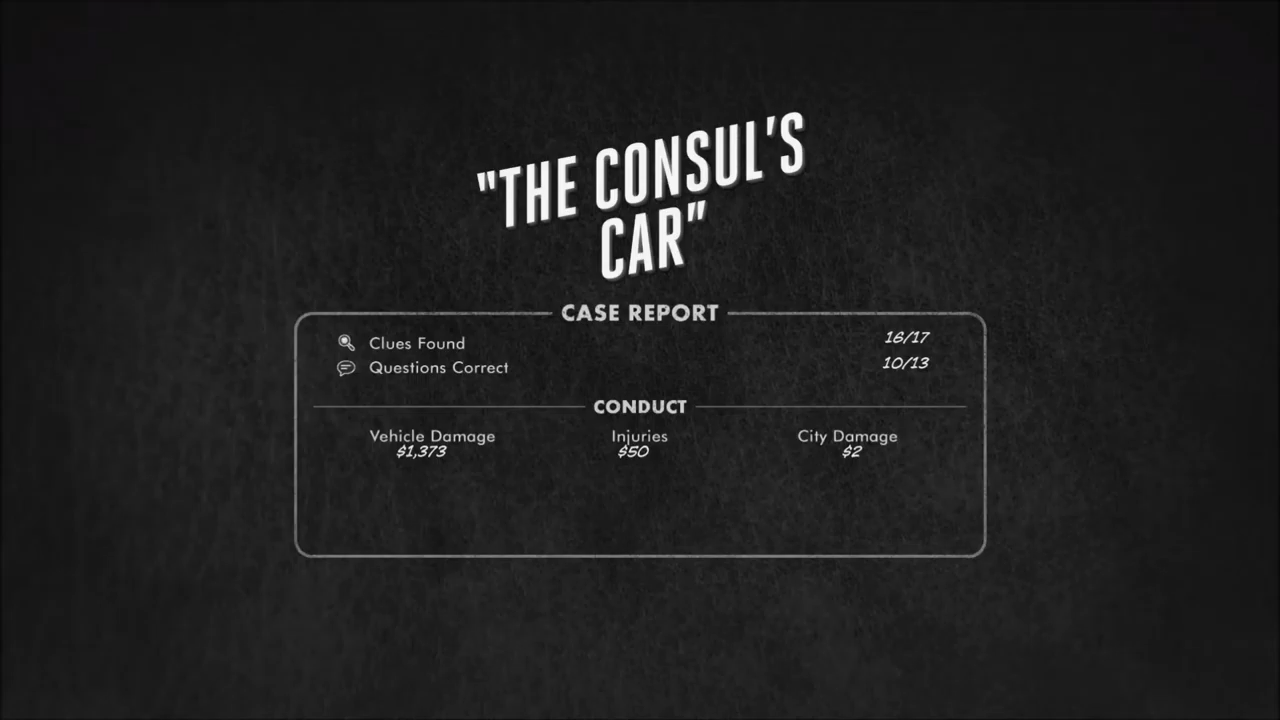 "THE CONSUL'S
CAR"
CASE REPORT
Clues Found 16/17
Questions Correct 10/13
CONDUCT
Vehicle Damage Injuries City Damage
$1,373 $50 $2